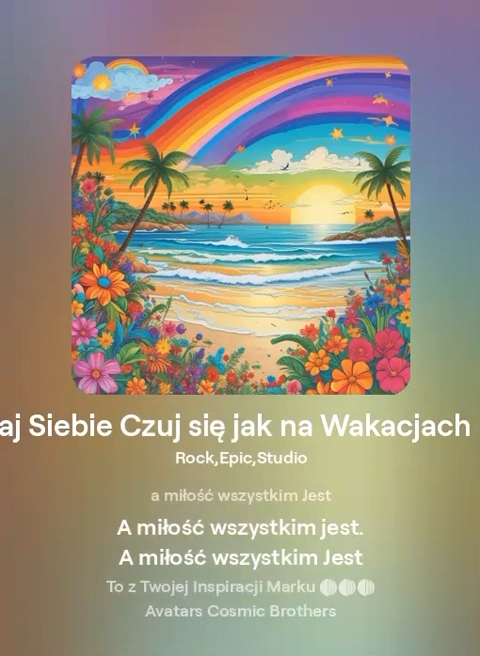 aj Siebie Czuj się jak na Wakacjach
Rock,Epic,Studio
a miłość wszystkim Jest
A miłość wszystkim jest.
A miłość wszystkim Jest
To z Twojej Inspiracji Marku
Avatars Cosmic Brothers